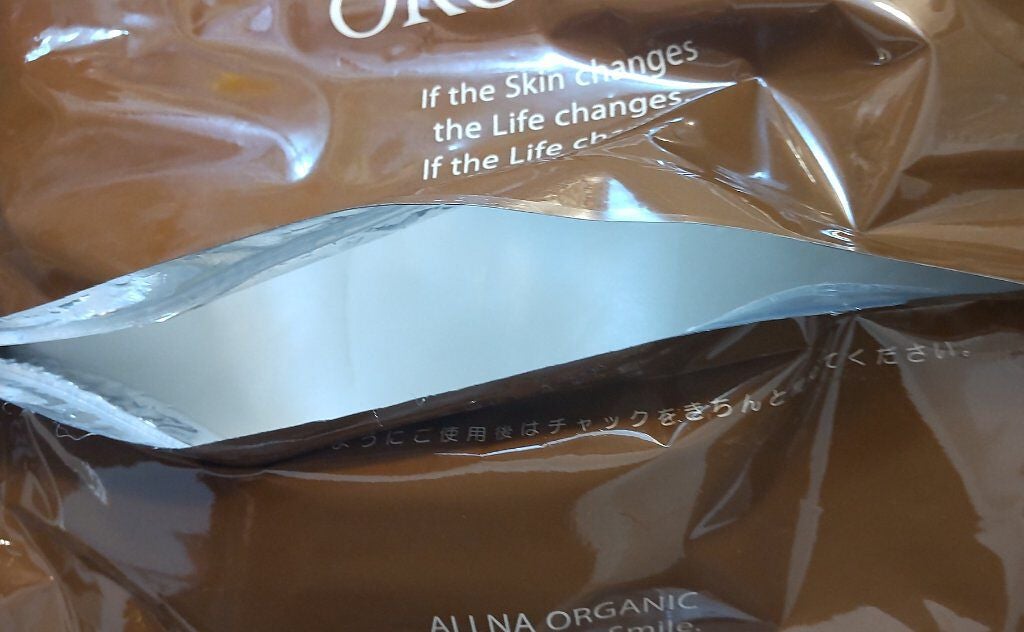 If the Skin changes
the Life changes.
If the Life
ようにご使用後はチャックをきちんと
てください。
ALLNA ORGANIC
Smile.